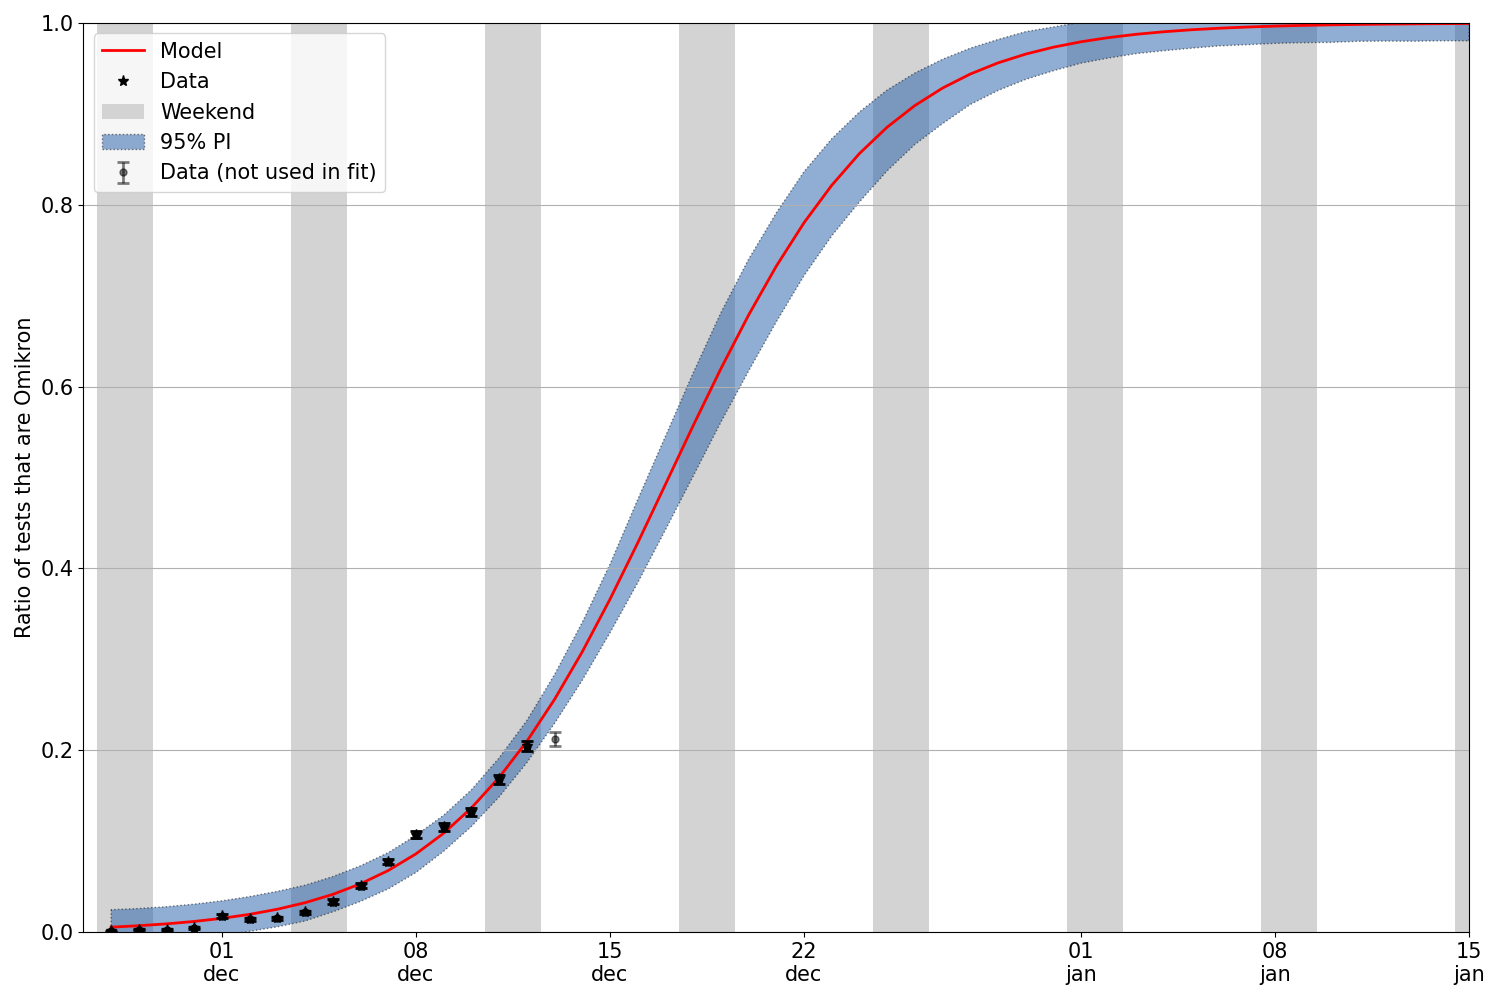 1.0
0.8
0.6
0.4
0.2
0.0
Ratio of tests that are Omikron
Model
Data
Weekend
95% PI
Data (not used in fit)
01
dec
08
dec
15
dec
22
dec
01
jan
08
jan
15
jan